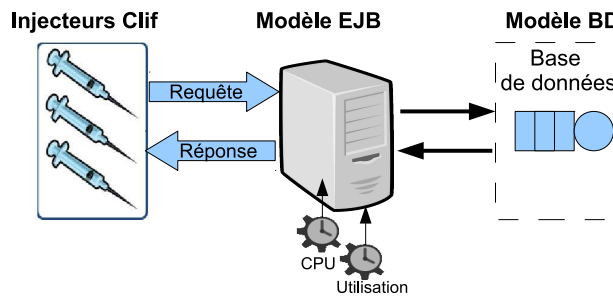 Injecteurs Clif
Modèle EJB
Modèle BD
Requête
Réponse
Base
de données
CPU
Utilisation